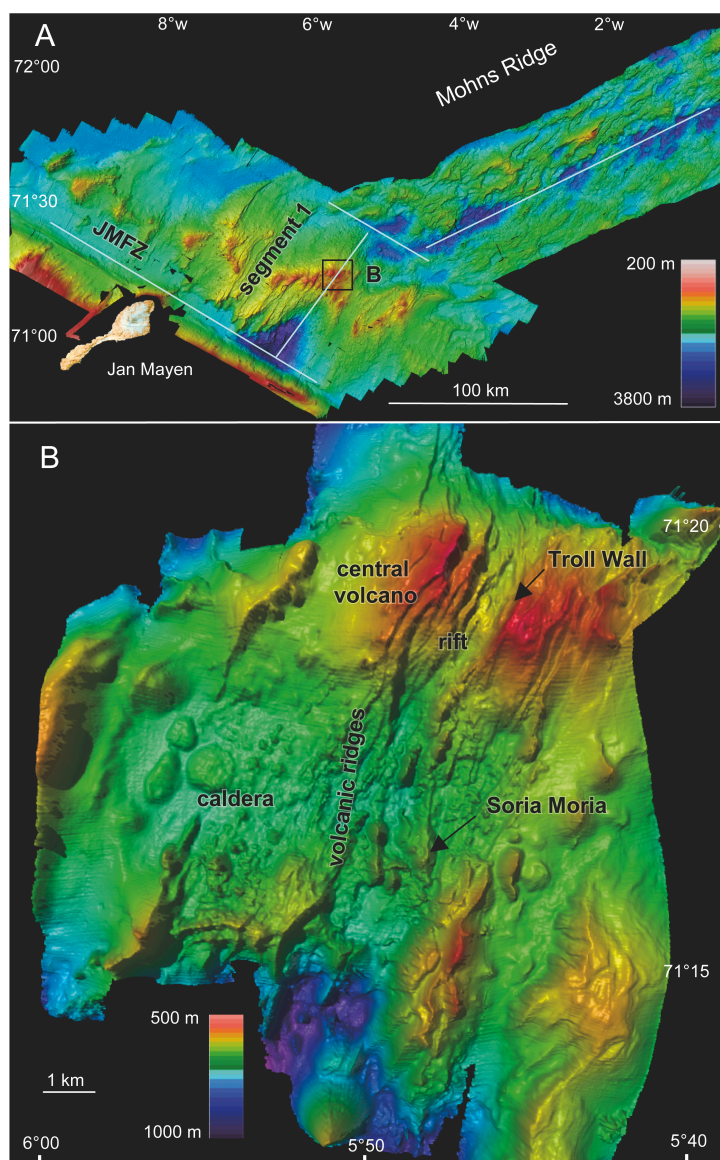 A
8°w
6°w
4°w
2°w
72°00
Mohns Ridge
71°30
JMFZ
segment 1
B
200 m
71°00
Jan Mayen
100 km
3800 m
B
71°20
central
volcano
Troll Wall
rift
volcanic ridges
caldera
Soria Moria
71°15
500 m
1 km
1000 m
6°00
5°50
5°40